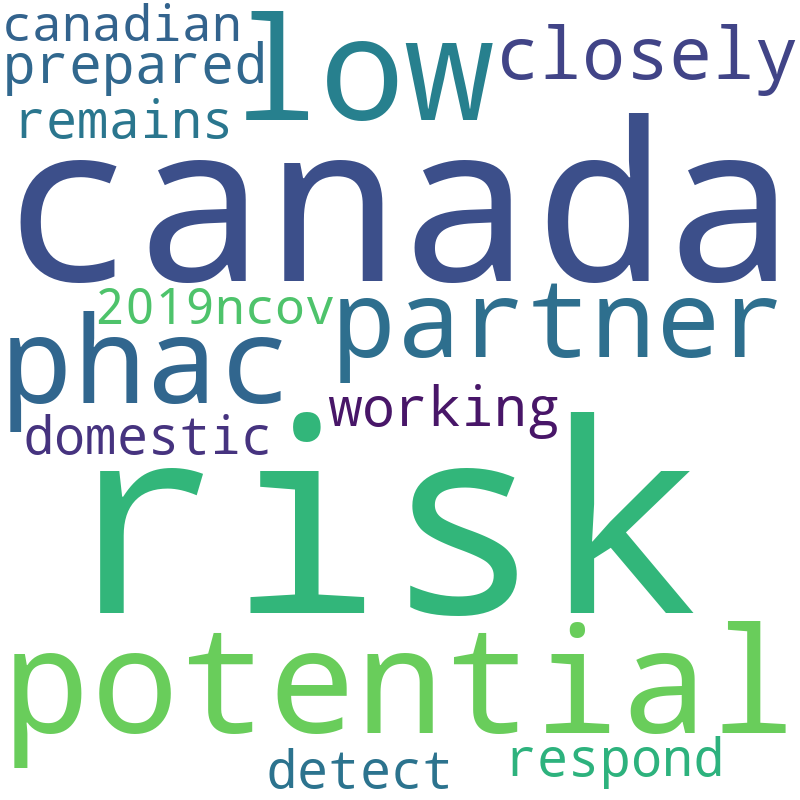 canadian
low
closely
prepared
remains
canada
2019ncov
partner
phac
working
domestic
risk
potential
respond
detect